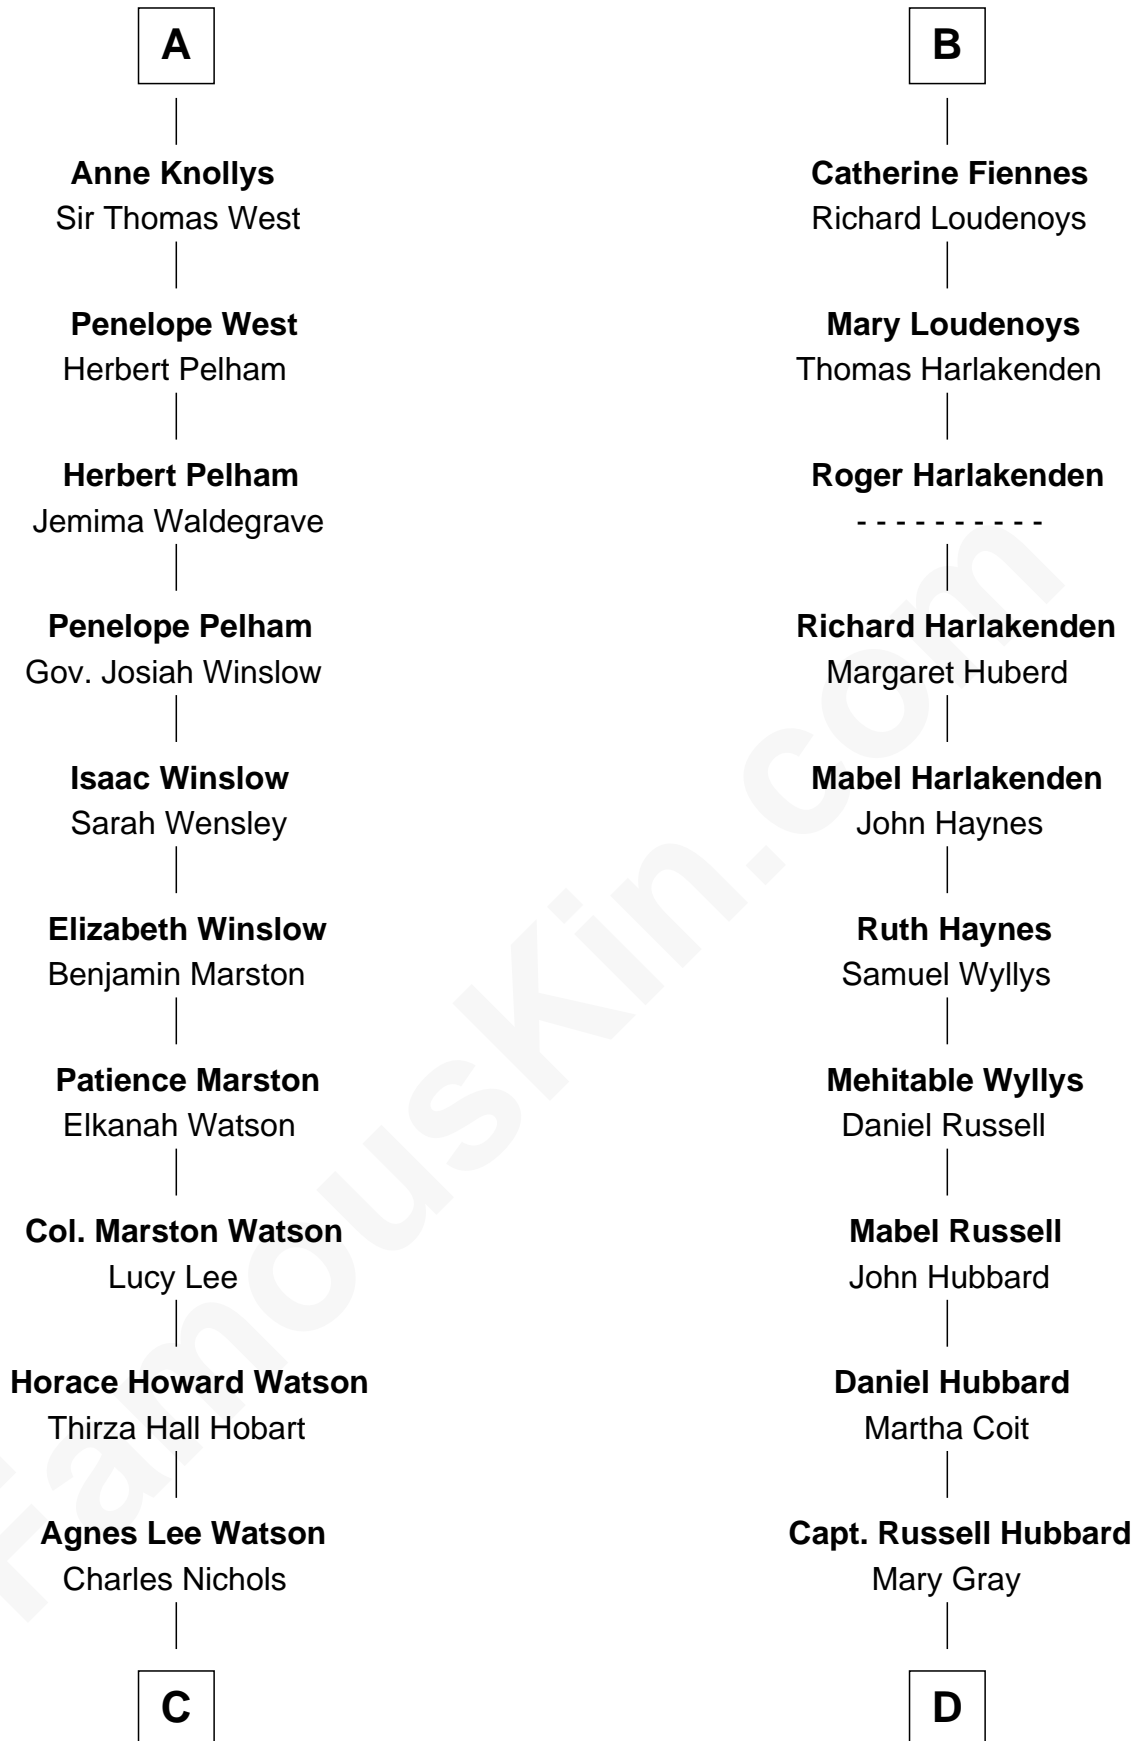 A
Anne Knollys
Sir Thomas West
Penelope West
Herbert Pelham
Herbert Pelham
Jemima Waldegrave
Penelope Pelham
Gov. Josiah Winslow
Isaac Winslow
Sarah Wensley
Elizabeth Winslow
Benjamin Marston
Patience Marston
Elkanah Watson
Col. Marston Watson
Lucy Lee
Horace Howard Watson
Thirza Hall Hobart
Agnes Lee Watson
Charles Nichols
C
B
Catherine Fiennes
Richard Loudenoys
Mary Loudenoys
Thomas Harlakenden
Roger Harlakenden
- - - - - - - - - -
Richard Harlakenden
Margaret Huberd
Mabel Harlakenden
John Haynes
Ruth Haynes
Samuel Wyllys
Mehitable Wyllys
Daniel Russell
Mabel Russell
John Hubbard
Daniel Hubbard
Martha Coit
Capt. Russell Hubbard
Mary Gray
D
FamousKin.com